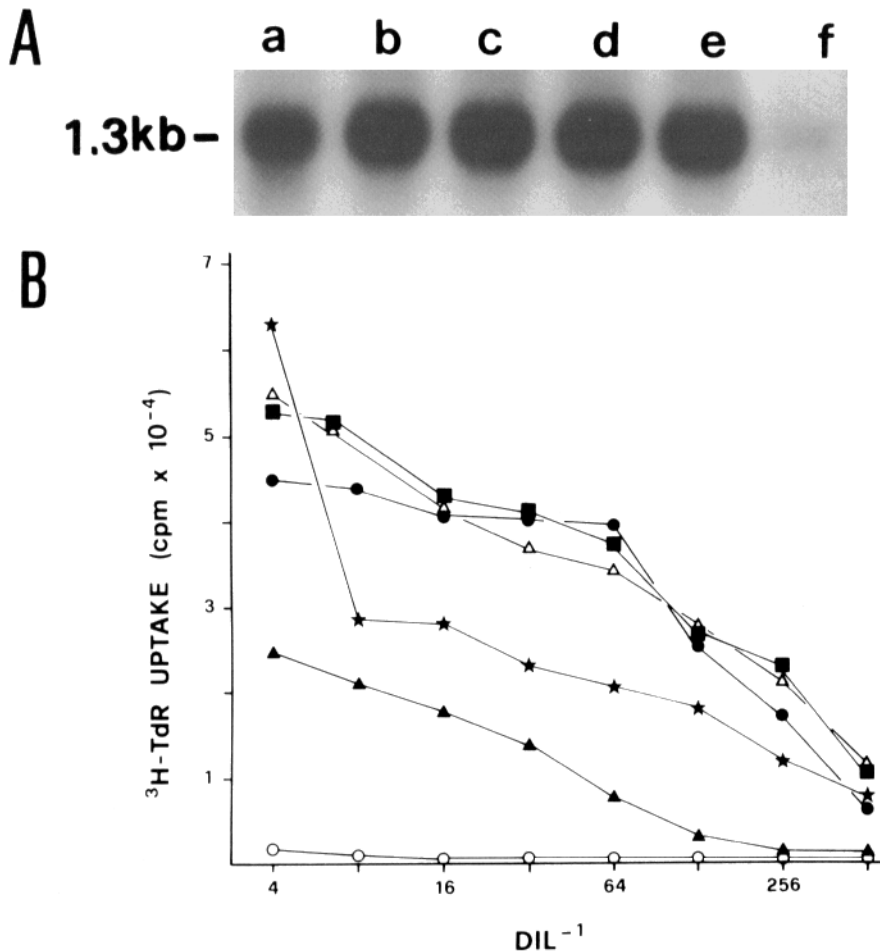 A
a b c d e f
1.3kb-
B
7
5
3
1
³H-TdR UPTAKE (cpm x 10⁻⁴)
4 16 64 256
DIL⁻¹